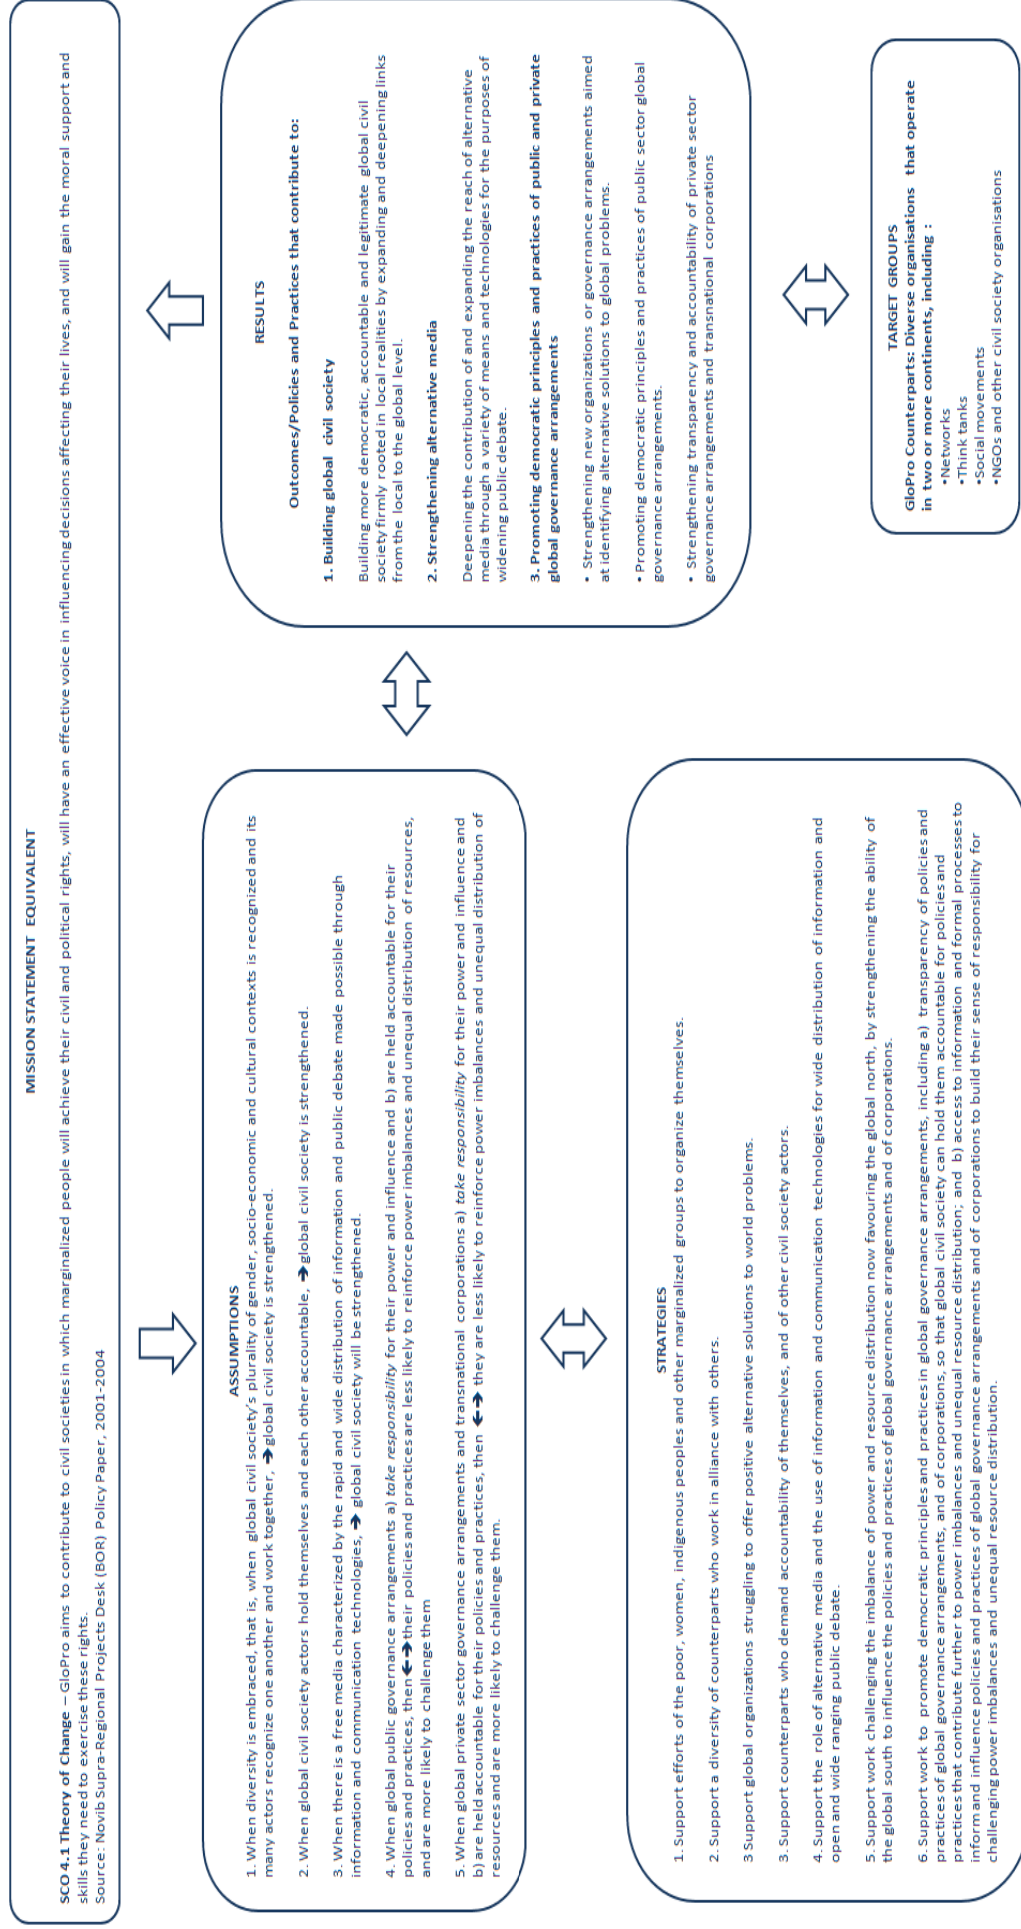 MISSION STATEMENT EQUIVALENT
SCO 4.1 Theory of Change – GloPro aims to contribute to civil societies in which marginalized people will achieve their civil and political rights, will have an effective voice in influencing decisions affecting their lives, and will gain the moral support and
skills they need to exercise these rights.
Source: Novib Supra-Regional Projects Desk (BOR) Policy Paper, 2001-2004
ASSUMPTIONS
1. When diversity is embraced, that is, when global civil society's plurality of gender, socio-economic and cultural contexts is recognized and its
many actors recognize one another and work together, ➔global civil society is strengthened.
2. When global civil society actors hold themselves and each other accountable, ➔global civil society is strengthened.
3. When there is a free media characterized by the rapid and wide distribution of information and public debate made possible through
information and communication technologies, ➔ global civil society will be strengthened.
4. When global public governance arrangements a) take responsibility for their power and influence and b) are held accountable for their
policies and practices, then🡨➔their policies and practices are less likely to reinforce power imbalances and unequal distribution of resources,
and are more likely to challenge them
5. When global private sector governance arrangements and transnational corporations a) take responsibility for their power and influence and
b) are held accountable for their policies and practices, then 🡨➔ they are less likely to reinforce power imbalances and unequal distribution of
resources and are more likely to challenge them.
RESULTS
Outcomes/Policies and Practices that contribute to:
1. Building global civil society
Building more democratic, accountable and legitimate global civil
society firmly rooted in local realities by expanding and deepening links
from the local to the global level.
2. Strengthening alternative media
Deepening the contribution of and expanding the reach of alternative
media through a variety of means and technologies for the purposes of
widening public debate.
3. Promoting democratic principles and practices of public and private
global governance arrangements
• Strengthening new organizations or governance arrangements aimed
at identifying alternative solutions to global problems.
• Promoting democratic principles and practices of public sector global
governance arrangements.
• Strengthening transparency and accountability of private sector
governance arrangements and transnational corporations
STRATEGIES
1. Support efforts of the poor, women, indigenous peoples and other marginalized groups to organize themselves.
2. Support a diversity of counterparts who work in alliance with others.
3 Support global organizations struggling to offer positive alternative solutions to world problems.
3. Support counterparts who demand accountability of themselves, and of other civil society actors.
4. Support the role of alternative media and the use of information and communication technologies for wide distribution of information and
open and wide ranging public debate.
5. Support work challenging the imbalance of power and resource distribution now favouring the global north, by strengthening the ability of
the global south to influence the policies and practices of global governance arrangements and of corporations.
6. Support work to promote democratic principles and practices in global governance arrangements, including a) transparency of policies and
practices of global governance arrangements, and of corporations, so that global civil society can hold them accountable for policies and
practices that contribute further to power imbalances and unequal resource distribution; and b) access to information and formal processes to
inform and influence policies and practices of global governance arrangements and of corporations to build their sense of responsibility for
challenging power imbalances and unequal resource distribution.
TARGET GROUPS
GloPro Counterparts: Diverse organisations that operate
in two or more continents, including :
•Networks
•Think tanks
•Social movements
•NGOs and other civil society organisations